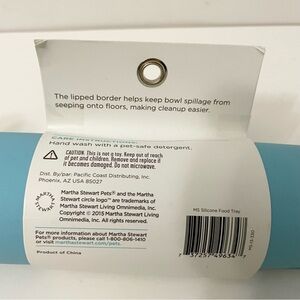 The lipped border helps keep bowl spillage from
seeping onto floors, making cleanup easier.
CARE INSTRUCTIONS:
Hand wash with a pet-safe detergent.
CAUTION. This is not a toy. Keep out of reach
of pet and children. Remove and replace it
if it becomes damaged. Do not microwave.
Dist. By/par: Pacific Coast Distributing, Inc.
Phoenix, AZ USA 85027
Martha Stewart Pets® and the Martha
Stewart circle logo™ are trademarks of
Martha Stewart Living
Omnimedia, Inc.
Copyright © 2015 Martha Stewart Living
Omnimedia, Inc.
For more information about Martha Stewart
Pets® products, please call 1-800-806-1410
or visit marthastewart.com/pets.
Product of China
MS Silicone Food Tray
7 37257 49634 7